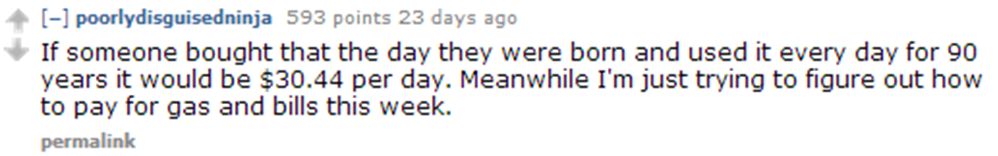 [–] poorlydisguisedninja 593 points 23 days ago
If someone bought that the day they were born and used it every day for 90
years it would be $30.44 per day. Meanwhile I'm just trying to figure out how
to pay for gas and bills this week.
permalink